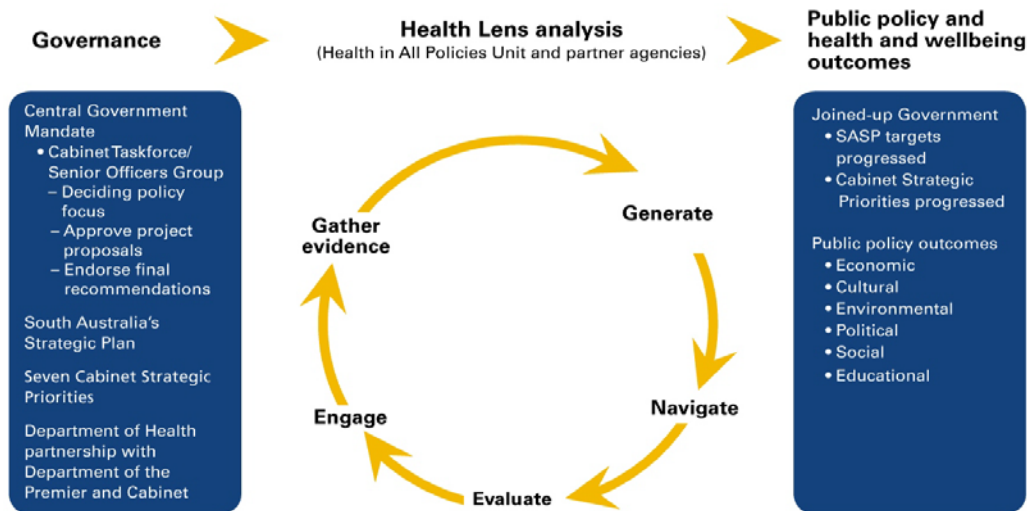 Governance
Health Lens analysis
(Health in All Policies Unit and partner agencies)
Public policy and
health and wellbeing
outcomes
Central Government
Mandate
• Cabinet Taskforce/
Senior Officers Group
– Deciding policy
focus
– Approve project
proposals
– Endorse final
recommendations
South Australia's
Strategic Plan
Seven Cabinet Strategic
Priorities
Department of Health
partnership with
Department of the
Premier and Cabinet
Gather
evidence
Generate
Engage
Navigate
Evaluate
Joined-up Government
• SASP targets
progressed
• Cabinet Strategic
Priorities progressed
Public policy outcomes
• Economic
• Cultural
• Environmental
• Political
• Social
• Educational